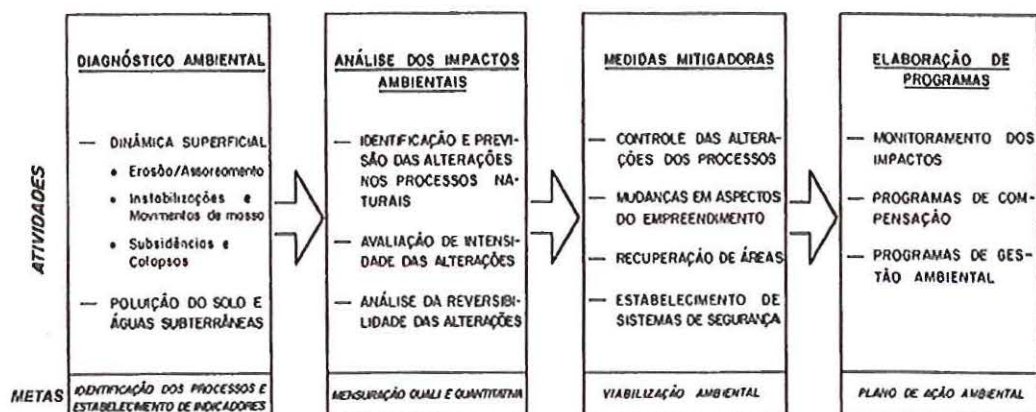 ATIVIDADES
DIAGNÓSTICO AMBIENTAL
— DINÂMICA SUPERFICIAL
• Erosão/Assoreamento
• Instabilizações e
Movimentos de massa
• Subsidências e
Colapsos
— POLUIÇÃO DO SOLO E
ÁGUAS SUBTERRÂNEAS
ANÁLISE DOS IMPACTOS
AMBIENTAIS
— IDENTIFICAÇÃO E PREVI-
SÃO DAS ALTERAÇÕES
NOS PROCESSOS NA-
TURAIS
— AVALIAÇÃO DE INTENSI-
DADE DAS ALTERAÇÕES
— ANÁLISE DA REVERSIBI-
LIDADE DAS ALTERAÇÕES
MEDIDAS MITIGADORAS
— CONTROLE DAS ALTERA-
ÇÕES DOS PROCESSOS
— MUDANÇAS EM ASPECTOS
DO EMPREENDIMENTO
— RECUPERAÇÃO DE ÁREAS
— ESTABELECIMENTO DE
SISTEMAS DE SEGURANÇA
ELABORAÇÃO DE
PROGRAMAS
— MONITORAMENTO DOS
IMPACTOS
— PROGRAMAS DE COM-
PENSAÇÃO
— PROGRAMAS DE GES-
TÃO AMBIENTAL
METAS
IDENTIFICAÇÃO DOS PROCESSOS E
ESTABELECIMENTO DE INDICADORES
MENSURAÇÃO QUALI E QUANTITATIVA
VIABILIZAÇÃO AMBIENTAL
PLANO DE AÇÃO AMBIENTAL